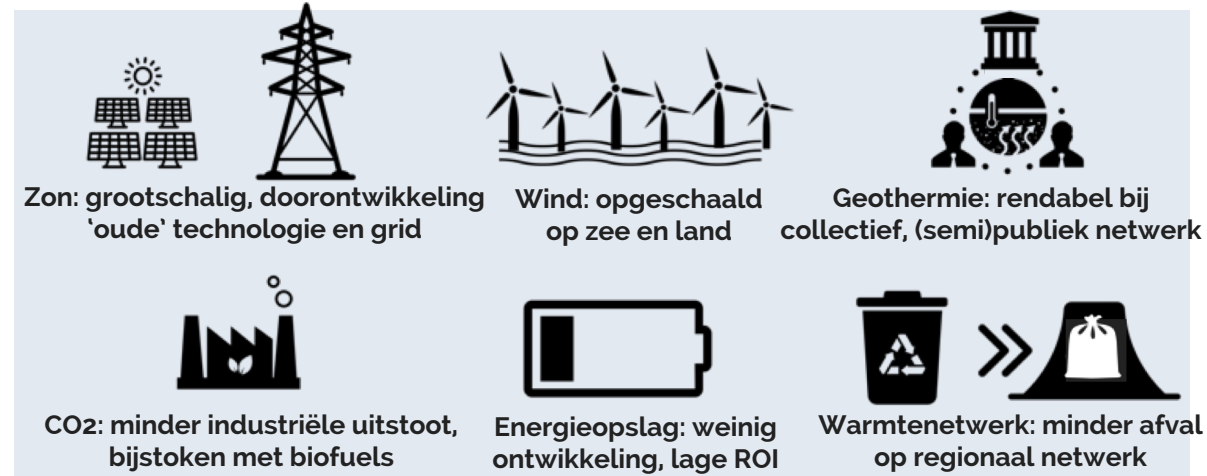 Zon: grootschalig, doorontwikkeling
‘oude’ technologie en grid
Wind: opgeschaald
op zee en land
Geothermie: rendabel bij
collectief, (semi)publiek netwerk
CO2: minder industriële uitstoot,
bijstoken met biofuels
Energieopslag: weinig
ontwikkeling, lage ROI
Warmtenetwerk: minder afval
op regionaal netwerk